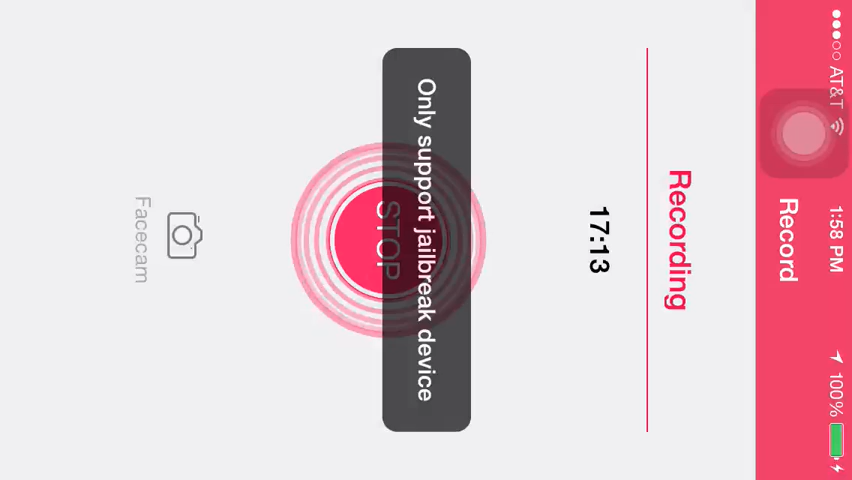 AT&T 1:58 PM 100%
Record
Recording
17:13
STOP
Only support jailbreak device
Facecam